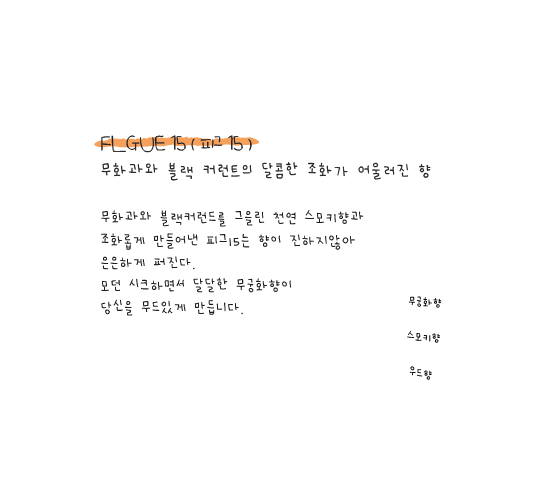 FLGUE 15 (피그 15)
무화과와 블랙 커런트의 달콤한 조화가 어울러진 향
무화과와 블랙커런드를 그을린 천연 스모키향과
조화롭게 만들어낸 피그15는 향이 진하지않아
은은하게 퍼진다.
모던 시크하면서 달달한 무궁화향이
당신을 무드있게 만듭니다.
무궁화향
스모키향
우드향